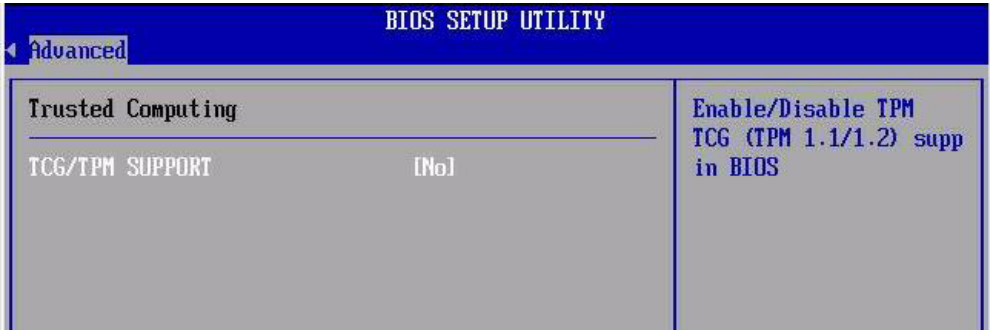 BIOS SETUP UTILITY
Advanced
Trusted Computing
TCG/TPM SUPPORT [No]
Enable/Disable TPM
TCG (TPM 1.1/1.2) supp
in BIOS